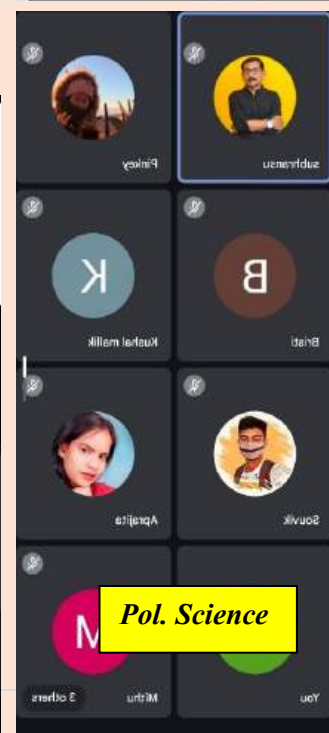 Pinkey
subhransu
K
B
Kushal mallik
Bristi
Aprajita
Souvik
Pol. Science
M
3 others
Mithu
You